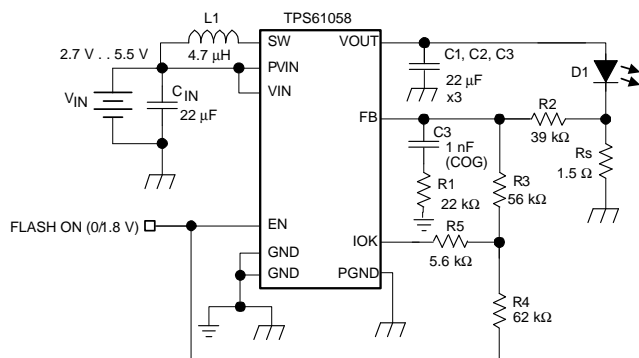 TPS61058
L1
4.7 µH
SW
VOUT
C1, C2, C3
22 µF
x3
2.7 V . . 5.5 V
PVIN
VIN
D1
VIN
CIN
22 µF
FB
R2
39 kΩ
C3
1 nF
(COG)
Rs
1.5 Ω
R1
22 kΩ
R3
56 kΩ
FLASH ON (0/1.8 V)
EN
R5
IOK
5.6 kΩ
GND
GND
PGND
R4
62 kΩ